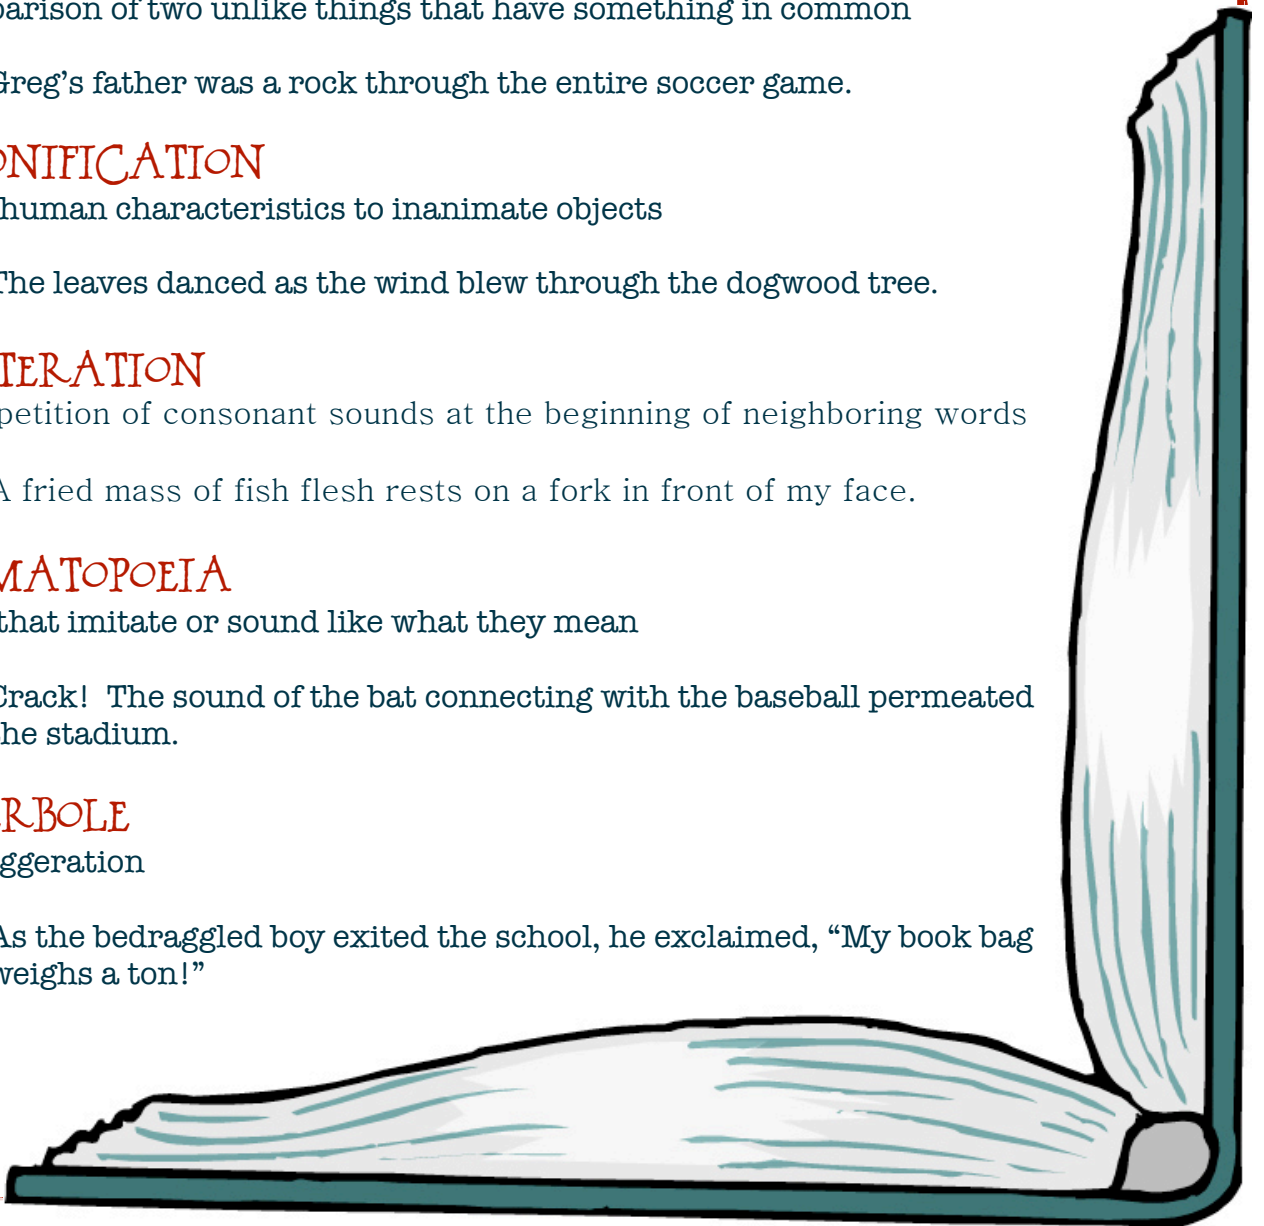 parison of two unlike things that have something in common
Greg’s father was a rock through the entire soccer game.
ONIFICATION
human characteristics to inanimate objects
The leaves danced as the wind blew through the dogwood tree.
TERATION
petition of consonant sounds at the beginning of neighboring words
A fried mass of fish flesh rests on a fork in front of my face.
MATOPOEIA
that imitate or sound like what they mean
Crack!  The sound of the bat connecting with the baseball permeated
the stadium.
RBOLE
ggeration
As the bedraggled boy exited the school, he exclaimed, “My book bag
weighs a ton!”